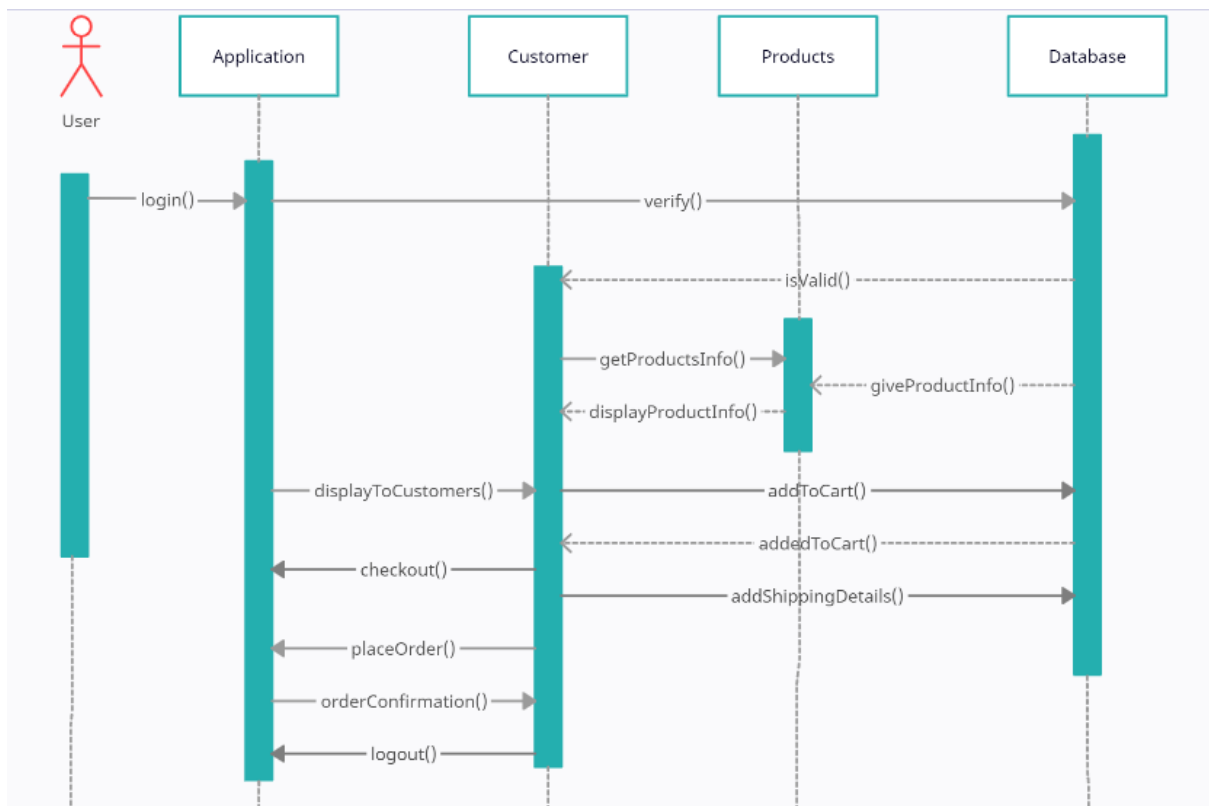 Application
Customer
Products
Database
User
login()
verify()
isValid()
getProductsInfo()
giveProductInfo()
displayProductInfo()
displayToCustomers()
addToCart()
addedToCart()
checkout()
addShippingDetails()
placeOrder()
orderConfirmation()
logout()